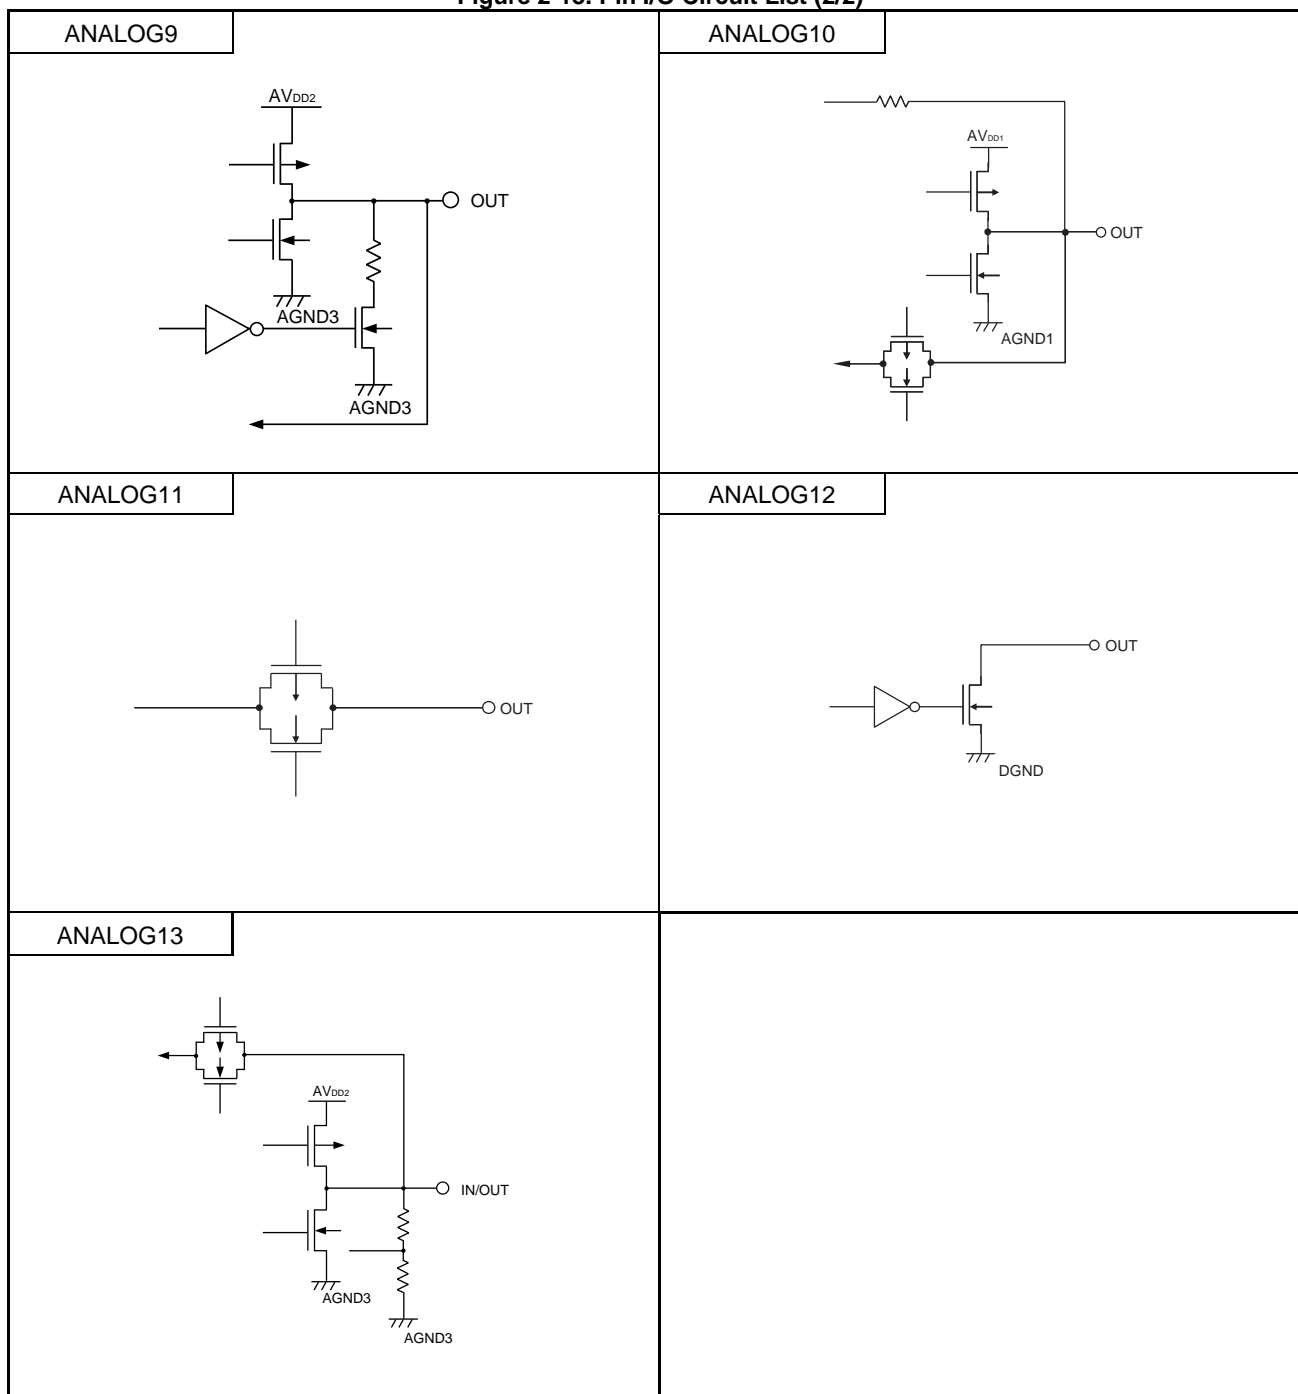 Figure 2-13. Pin I/O Circuit List (2/2)
ANALOG9
AVDD2
OUT
AGND3
AGND3
ANALOG10
AVDD1
OUT
AGND1
ANALOG11
OUT
ANALOG12
OUT
DGND
ANALOG13
AVDD2
IN/OUT
AGND3
AGND3